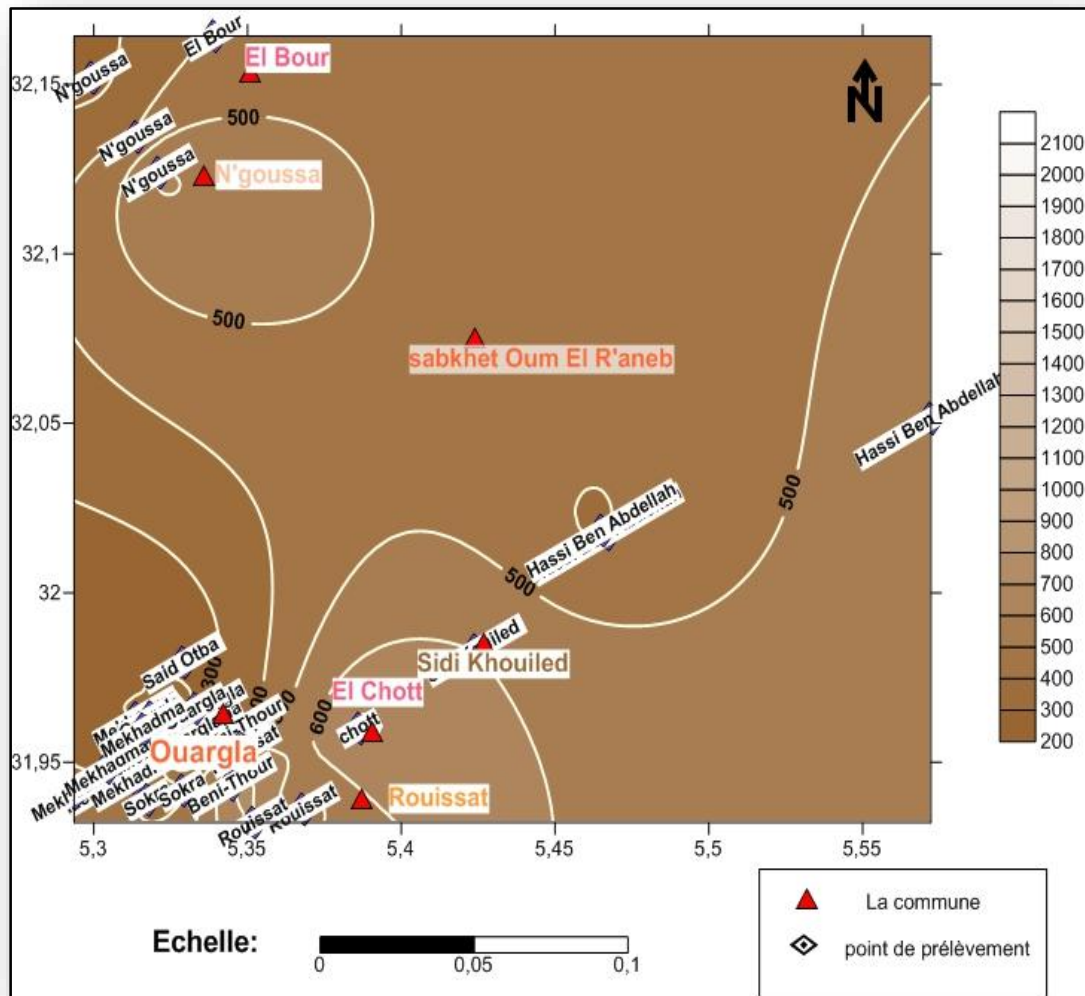 El Bour
El Bour
N'goussa
32,15
500
N'goussa
N'goussa
N'goussa
N
32,1
500
sabkhet Oum El R'aneb
32,05
Hassi Ben Abdellah
500
Hassi Ben Abdellah
500
32
Said Otba
300
Sidi Khouiled
El Chott
600
chott
Mekhadma
Mekhadma
Ouargla
31,95
Sokra
Beni-Thour
Rouissat
Rouissat
Rouissat
5,3
5,35
5,4
5,45
5,5
5,55
2100
2000
1900
1800
1700
1600
1500
1400
1300
1200
1100
1000
900
800
700
600
500
400
300
200
Echelle:
0
0,05
0,1
La commune
point de prélèvement